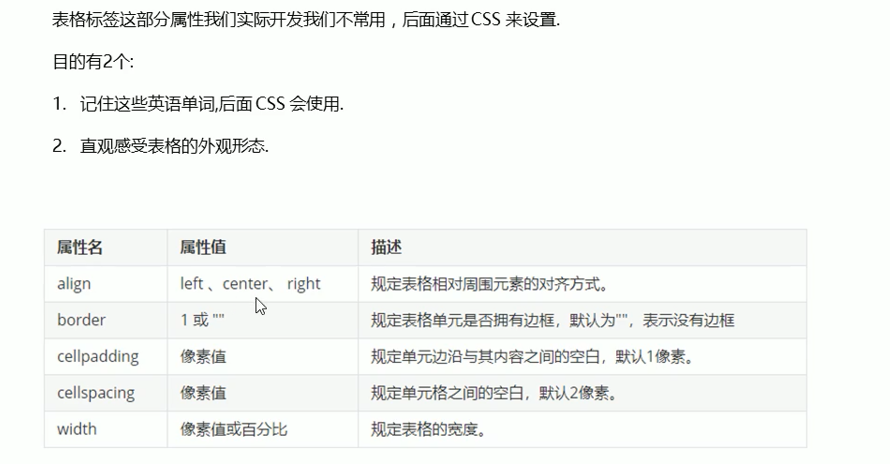 表格标签这部分属性我们实际开发我们不常用，后面通过CSS 来设置.
目的有2个:
1. 记住这些英语单词,后面 CSS 会使用.
2. 直观感受表格的外观形态.
属性名 属性值 描述
align left 、center、 right 规定表格相对周围元素的对齐方式。
border 1 或 "" 规定表格单元是否拥有边框，默认为""，表示没有边框
cellpadding 像素值 规定单元边沿与其内容之间的空白，默认1像素。
cellspacing 像素值 规定单元格之间的空白，默认2像素。
width 像素值或百分比 规定表格的宽度。